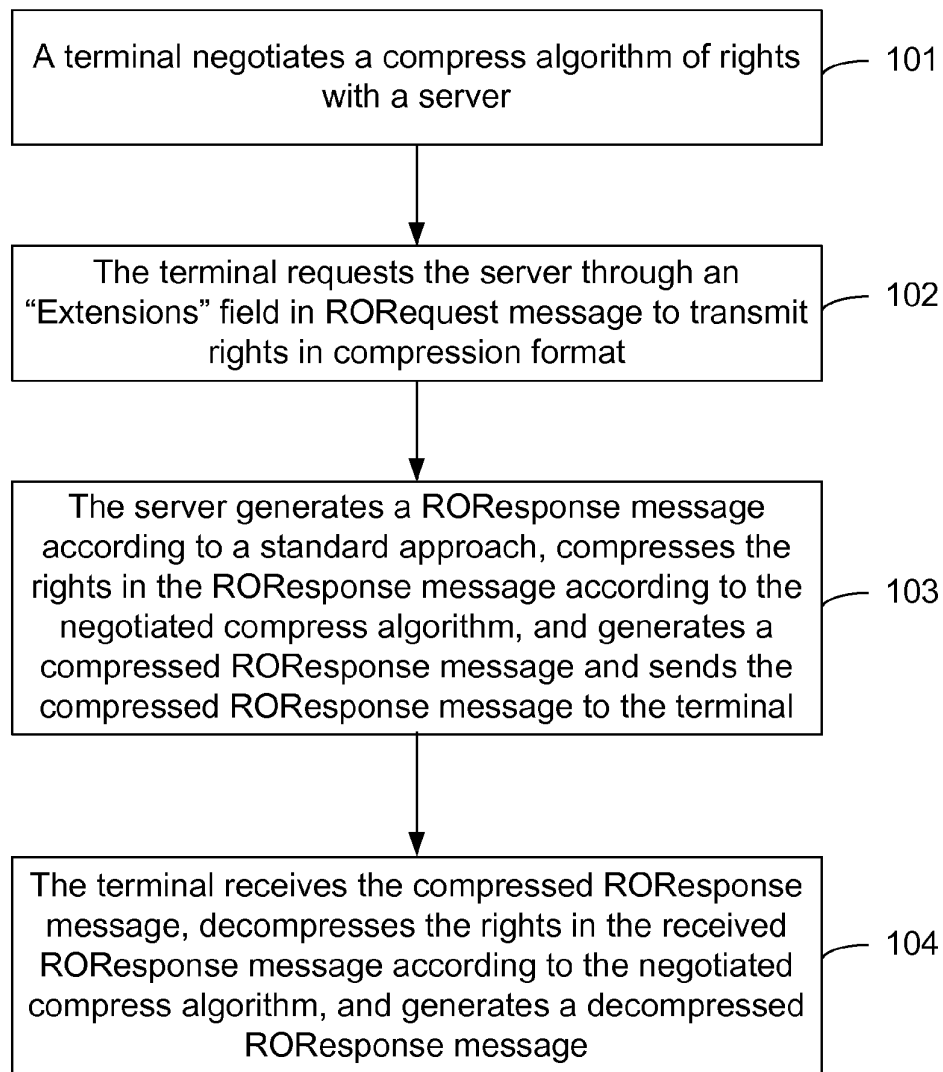 A terminal negotiates a compress algorithm of rights
with a server
101
The terminal requests the server through an
“Extensions” field in RORequest message to transmit
rights in compression format
102
The server generates a ROResponse message
according to a standard approach, compresses the
rights in the ROResponse message according to the
negotiated compress algorithm, and generates a
compressed ROResponse message and sends the
compressed ROResponse message to the terminal
103
The terminal receives the compressed ROResponse
message, decompresses the rights in the received
ROResponse message according to the negotiated
compress algorithm, and generates a decompressed
ROResponse message
104